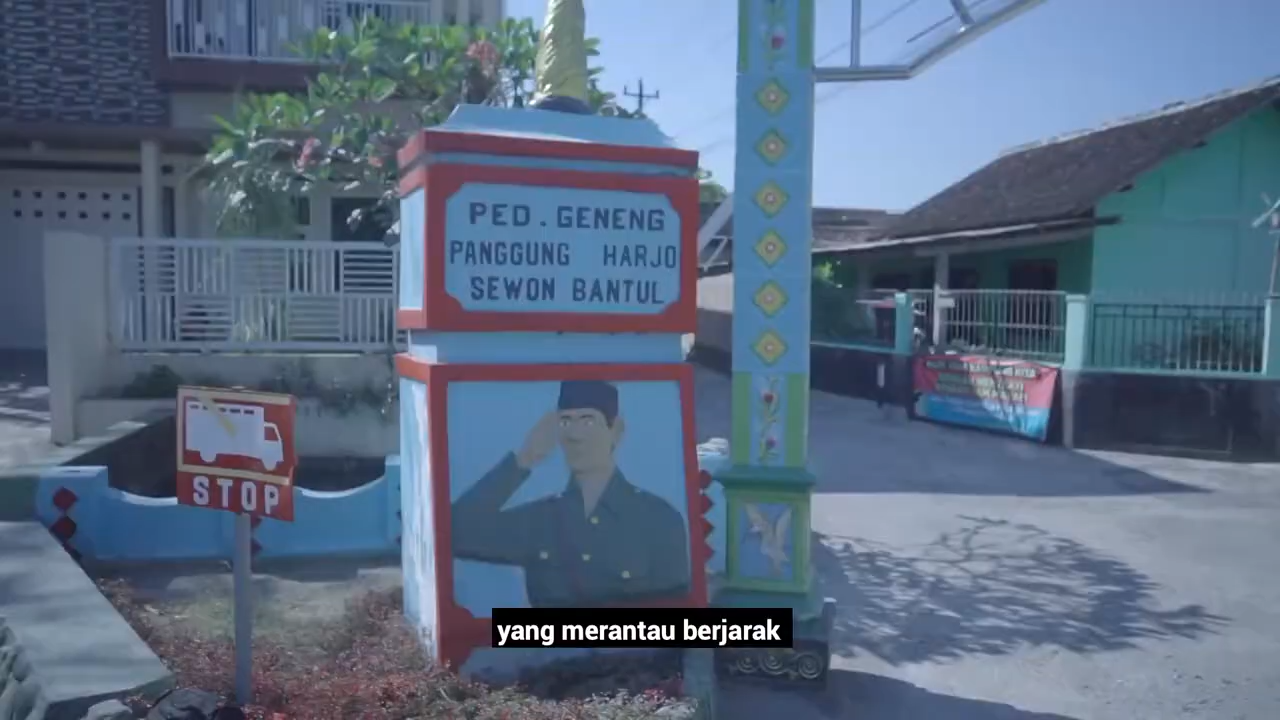 PED. GENENG
PANGGUNG HARJO
SEWON BANTUL
STOP
yang merantau berjarak